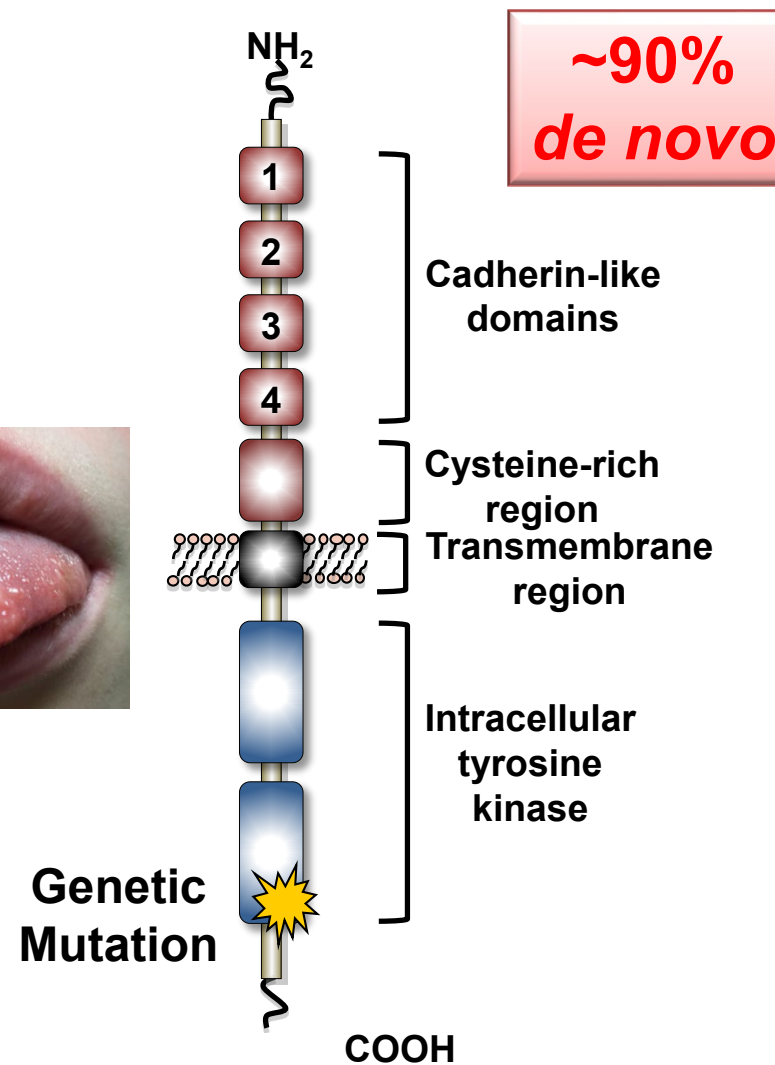 NH2
~90%
de novo
1
2
3
4
Cadherin-like
domains
Cysteine-rich
region
Transmembrane
region
Intracellular
tyrosine
kinase
Genetic
Mutation
COOH